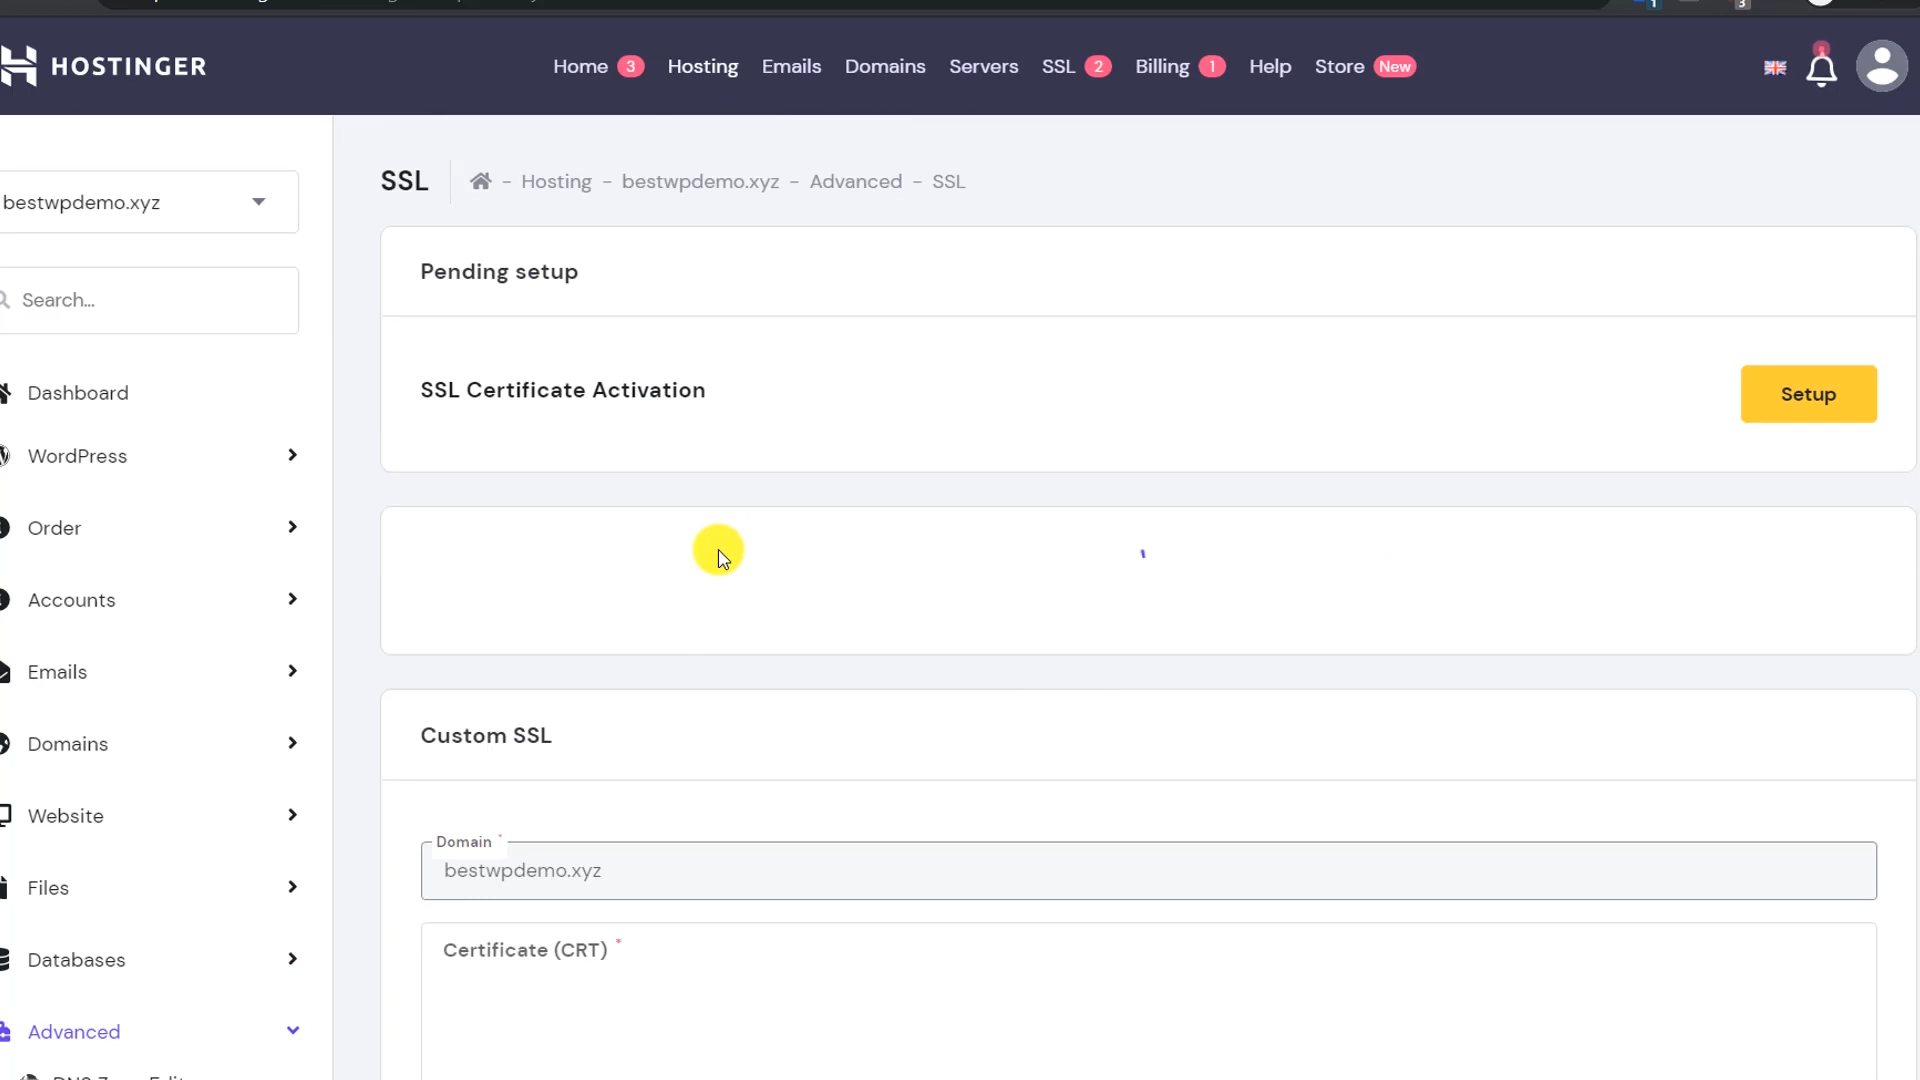 HOSTINGER
Home 3 Hosting Emails Domains Servers SSL 2 Billing 1 Help Store New
1
3
bestwpdemo.xyz
Search...
Dashboard
WordPress
Order
Accounts
Emails
Domains
Website
Files
Databases
Advanced
SSL
- Hosting - bestwpdemo.xyz - Advanced - SSL
Pending setup
SSL Certificate Activation
Setup
Custom SSL
Domain *
bestwpdemo.xyz
Certificate (CRT) *